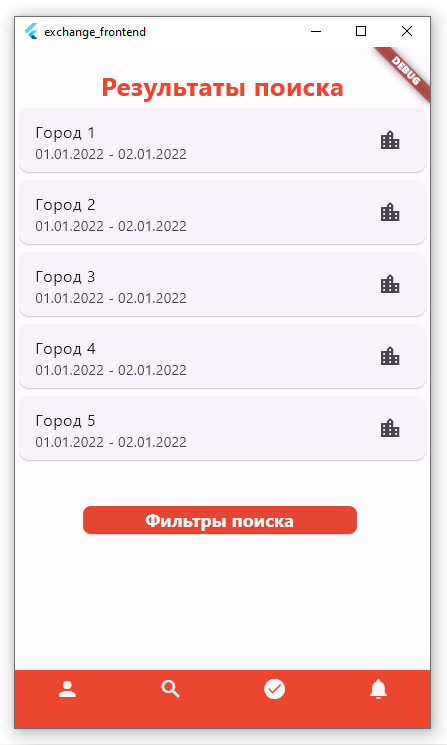 exchange_frontend
DEBUG
Результаты поиска
Город 1
01.01.2022 - 02.01.2022
Город 2
01.01.2022 - 02.01.2022
Город 3
01.01.2022 - 02.01.2022
Город 4
01.01.2022 - 02.01.2022
Город 5
01.01.2022 - 02.01.2022
Фильтры поиска